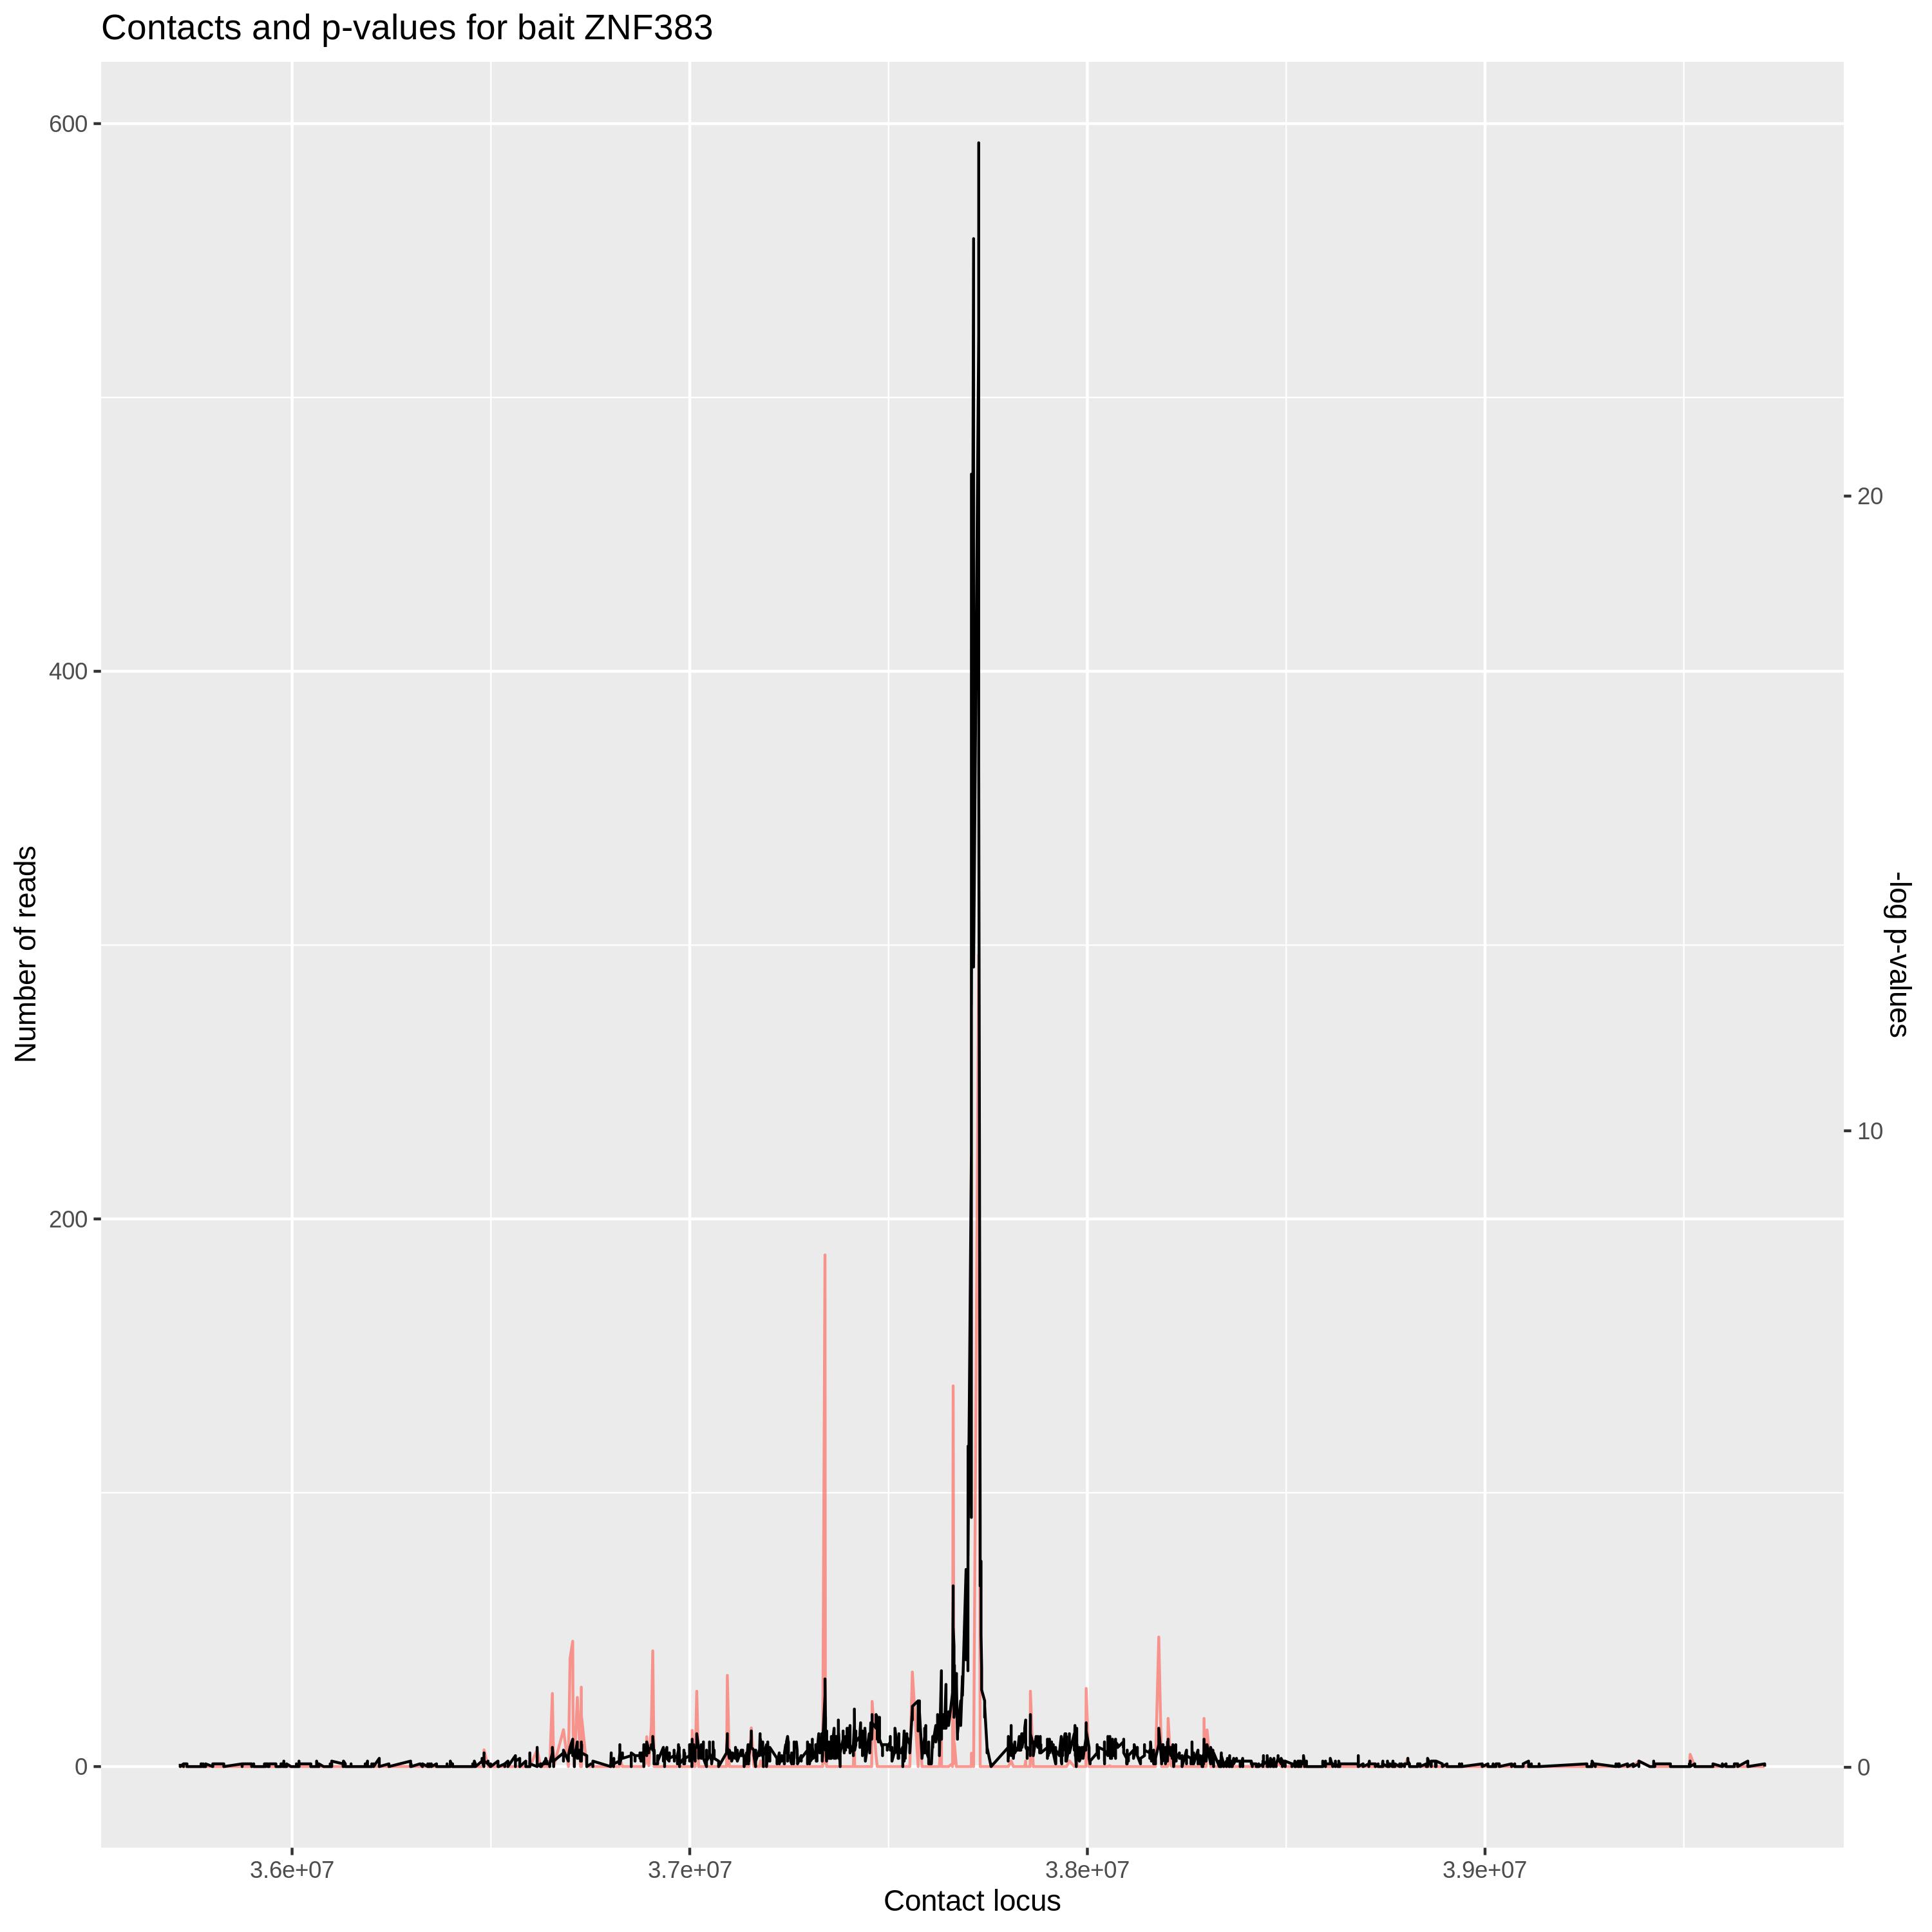 Contacts and p-values for bait ZNF383
600
400
200
0
Number of reads
20
10
0
-log p-values
3.6e+07
3.7e+07
3.8e+07
3.9e+07
Contact locus